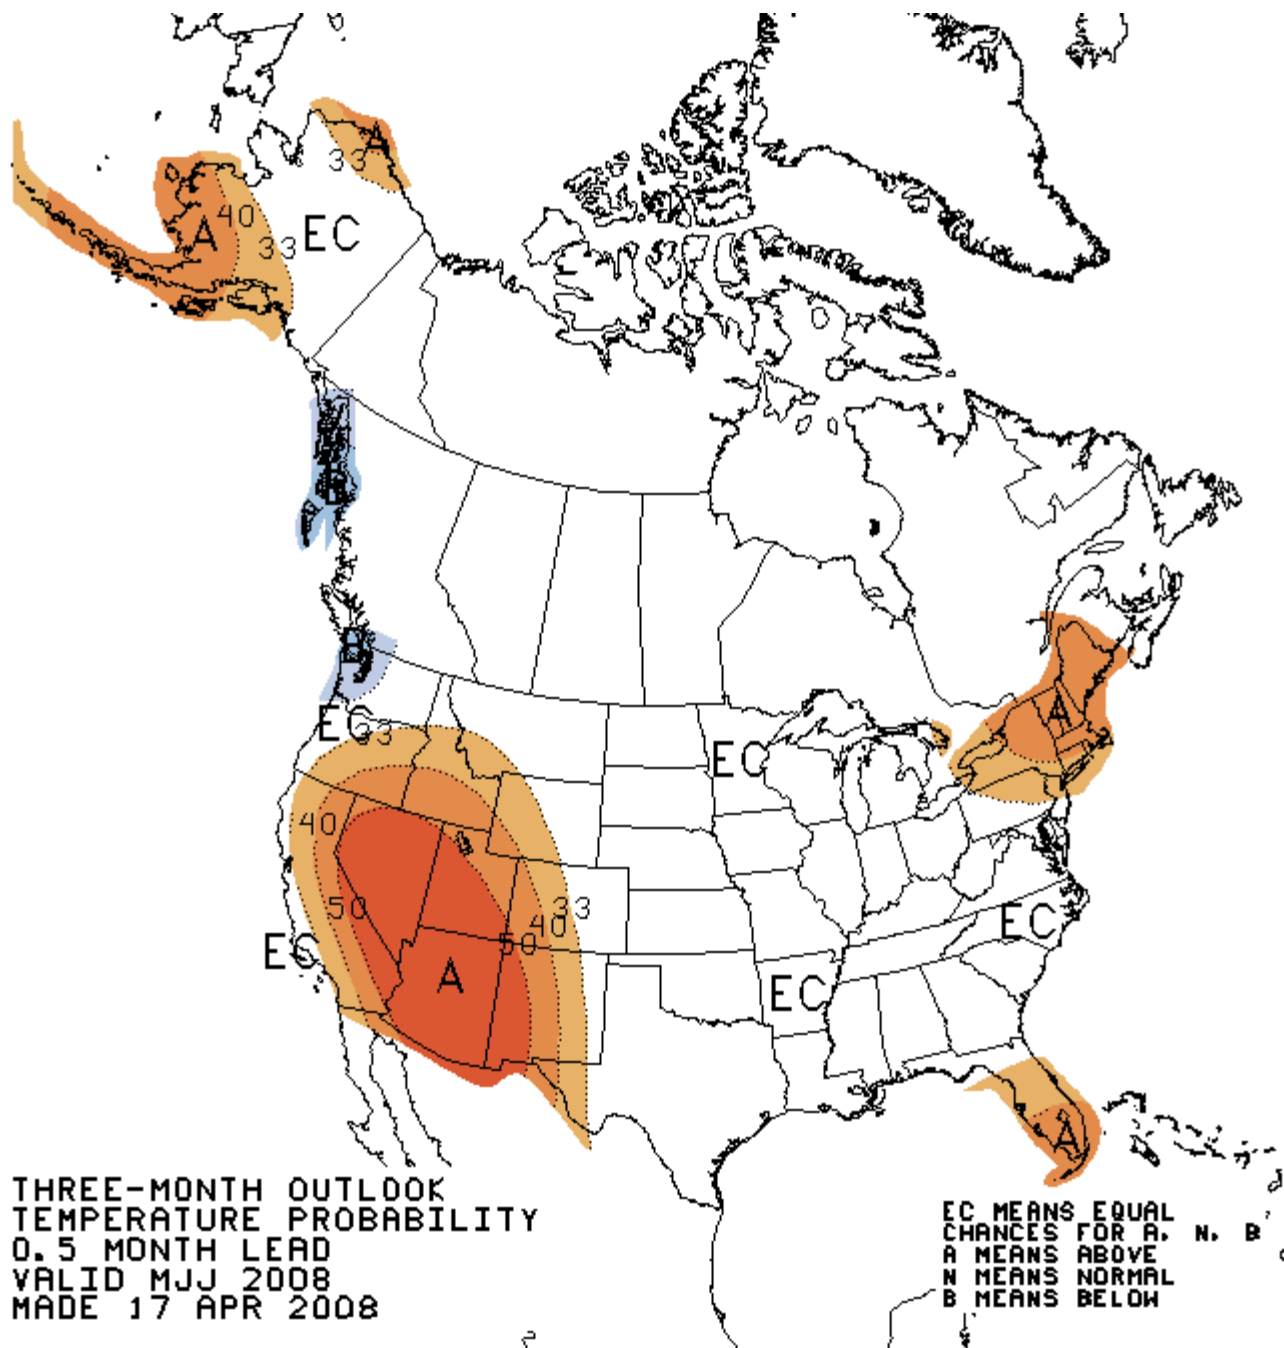 A
33
40
A
EC
33
B
B
EC
33
EC
A
40
50
33
40
50
EC
EC
A
EC
A
THREE-MONTH OUTLOOK
TEMPERATURE PROBABILITY
0.5 MONTH LEAD
VALID MJJ 2008
MADE 17 APR 2008
EC MEANS EQUAL
CHANCES FOR A, N, B
A MEANS ABOVE
N MEANS NORMAL
B MEANS BELOW